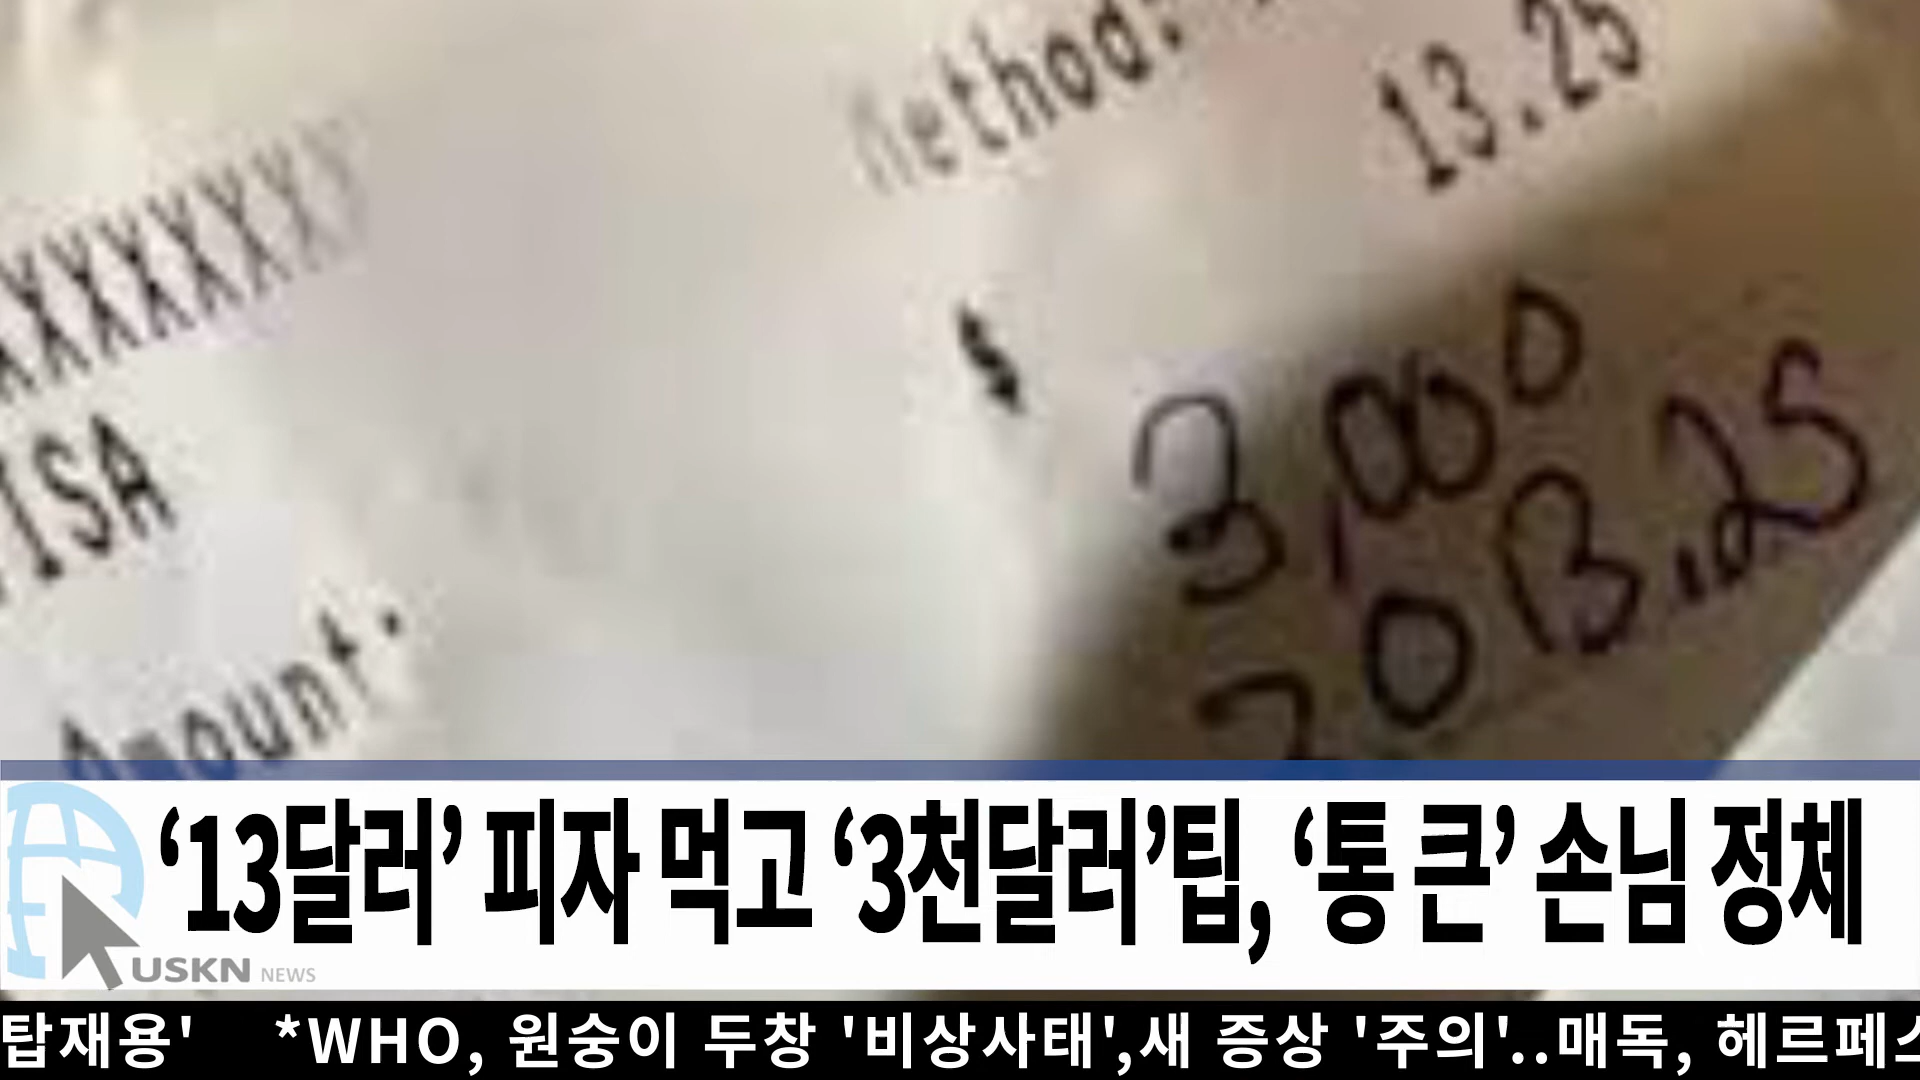 Method:
13.25
XXXXXXXX
ISA
3,000
Amount:
3013.25
‘13달러’ 피자 먹고 ‘3천달러’팁, ‘통 큰’ 손님 정체
USKN NEWS
탑재용' *WHO, 원숭이 두창 '비상사태',새 증상 '주의'..매독, 헤르페스